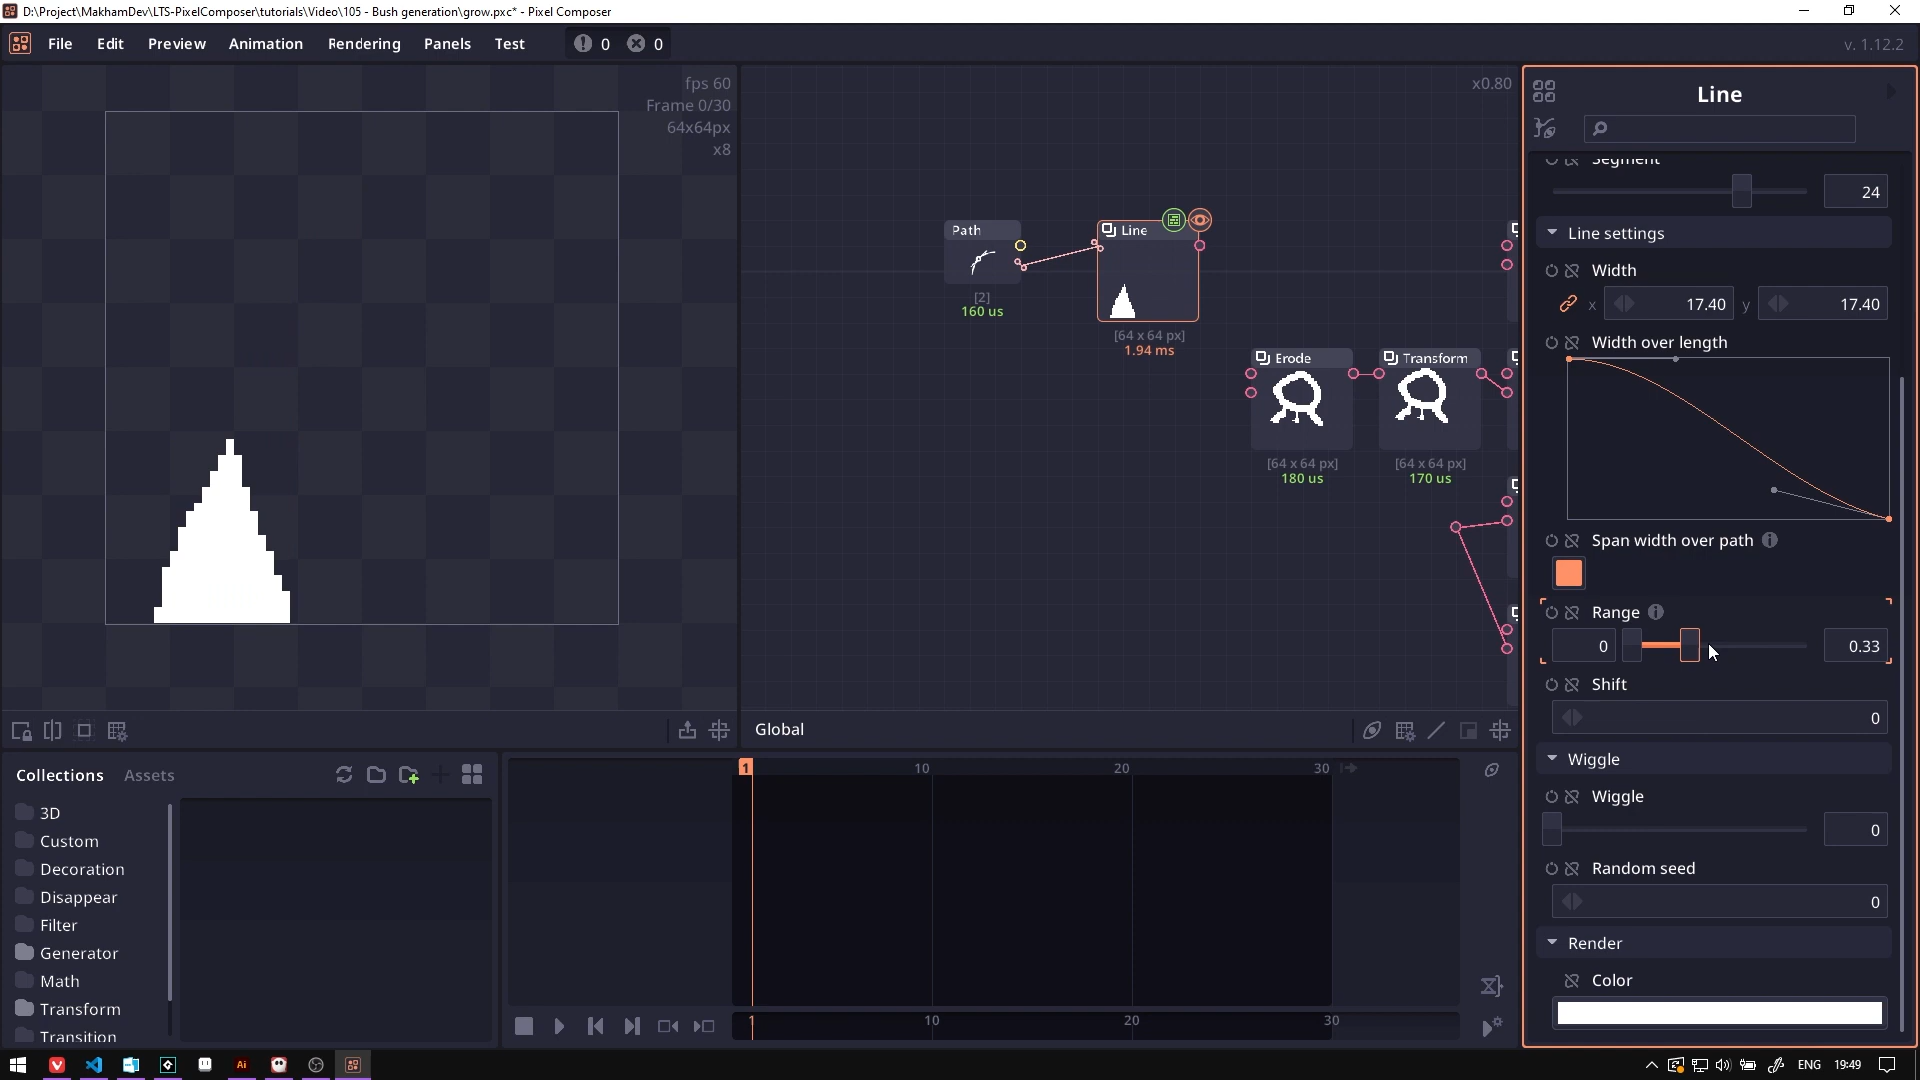 D:\Project\MakhamDev\LTS-PixelComposer\tutorials\Video\105 - Bush generation\grow.pxc* - Pixel Composer
File Edit Preview Animation Rendering Panels Test 0 0 v. 1.12.2
fps 60
Frame 0/30
64x64px
x8
x0.80
Path
[2]
160 us
Line
[64 x 64 px]
1.94 ms
Erode
[64 x 64 px]
180 us
Transform
[64 x 64 px]
170 us
Global
Line
Segment
24
Line settings
Width
x 17.40 y 17.40
Width over length
Span width over path
Range
0 0.33
Shift
0
Wiggle
Wiggle
0
Random seed
0
Render
Color
Collections Assets
3D
Custom
Decoration
Disappear
Filter
Generator
Math
Transform
Transition
1 10 20 30
1 10 20 30
Ai ENG 19:49